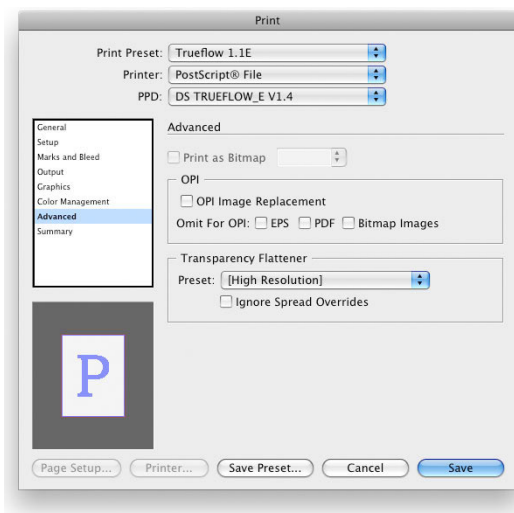 Print
Print Preset: Trueflow 1.1E
Printer: PostScript® File
PPD: DS TRUEFLOW_E V1.4
General
Setup
Marks and Bleed
Output
Graphics
Color Management
Advanced
Summary
Advanced
Print as Bitmap
OPI
OPI Image Replacement
Omit For OPI: EPS PDF Bitmap Images
Transparency Flattener
Preset: [High Resolution]
Ignore Spread Overrides
P
Page Setup... Printer... Save Preset... Cancel Save